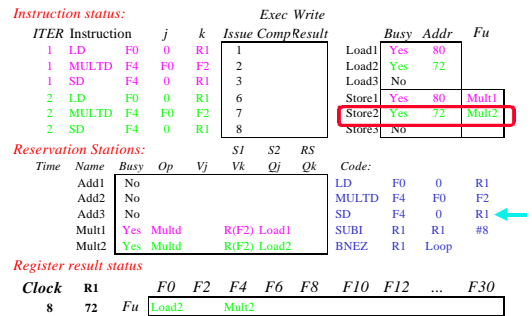 Instruction status: Exec Write
ITER Instruction j k Issue Comp Result Busy Addr Fu
1 LD F0 0 R1 1 Load1 Yes 80
1 MULTD F4 F0 F2 2 Load2 Yes 72
1 SD F4 0 R1 3 Load3 No
2 LD F0 0 R1 6 Store1 Yes 80 Mult1
2 MULTD F4 F0 F2 7 Store2 Yes 72 Mult2
2 SD F4 0 R1 8 Store3 No
Reservation Stations: S1 S2 RS
Time Name Busy Op Vj Vk Qj Qk Code:
Add1 No LD F0 0 R1
Add2 No MULTD F4 F0 F2
Add3 No SD F4 0 R1
Mult1 Yes Multd R(F2) Load1 SUBI R1 R1 #8
Mult2 Yes Multd R(F2) Load2 BNEZ R1 Loop
Register result status
Clock R1 F0 F2 F4 F6 F8 F10 F12 ... F30
8 72 Fu Load2 Mult2